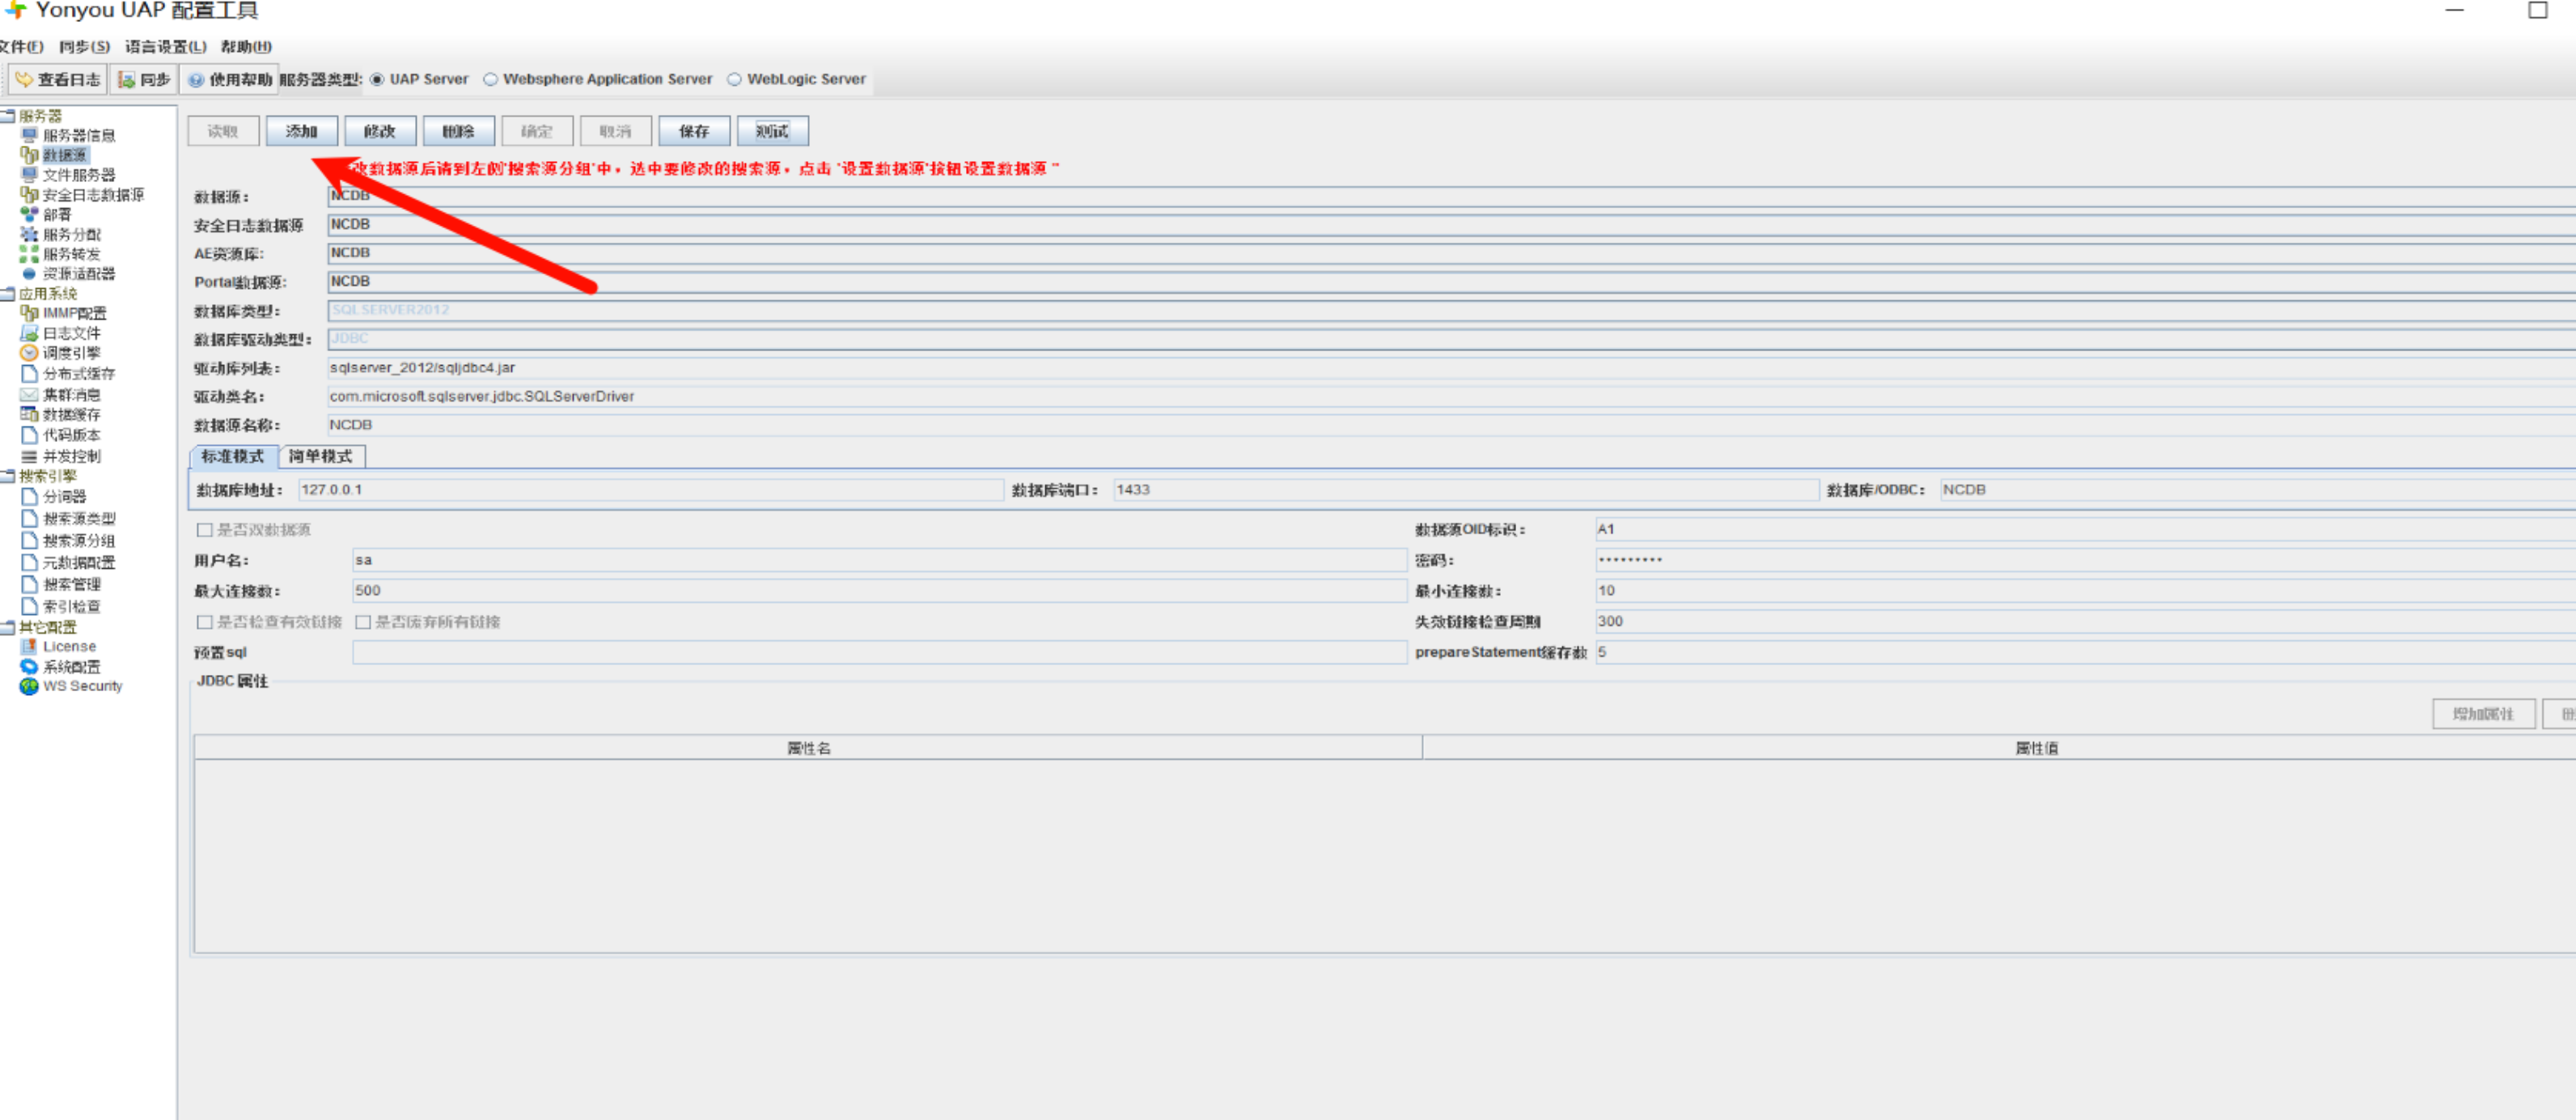 Yonyou UAP 配置工具
文件(F) 同步(S) 语言设置(L) 帮助(H)
查看日志 同步 使用帮助 服务器类型: UAP Server Websphere Application Server WebLogic Server
服务器
服务器信息
数据源
文件服务器
安全日志数据源
部署
服务分配
服务转发
资源适配器
应用系统
IMMP配置
日志文件
调度引擎
分布式缓存
集群消息
数据缓存
代码版本
并发控制
搜索引擎
分词器
搜索源类型
搜索源分组
元数据配置
搜索管理
索引检查
其它配置
License
系统配置
WS Security
读取 添加 修改 删除 确定 取消 保存 测试
改数据源后请到左侧"搜索源分组"中，选中要修改的搜索源，点击 "设置数据源"按钮设置数据源 "
数据源: NCDB
安全日志数据源 NCDB
AE资源库: NCDB
Portal数据源: NCDB
数据库类型: SQLSERVER2012
数据库驱动类型: JDBC
驱动库列表: sqlserver_2012/sqljdbc4.jar
驱动类名: com.microsoft.sqlserver.jdbc.SQLServerDriver
数据源名称: NCDB
标准模式 简单模式
数据库地址: 127.0.0.1 数据库端口: 1433 数据库/ODBC: NCDB
是否双数据源 数据源OID标识: A1
用户名: sa 密码: •••••••••
最大连接数: 500 最小连接数: 10
是否检查有效链接 是否废弃所有链接 失效链接检查周期 300
预置sql prepareStatement缓存数 5
JDBC 属性
增加属性
属性名 属性值